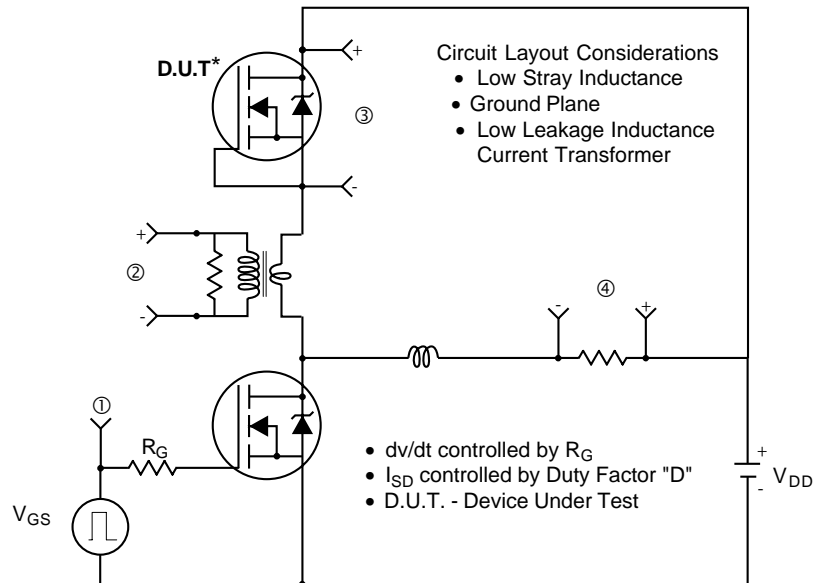 D.U.T*
+
③
-
Circuit Layout Considerations
• Low Stray Inductance
• Ground Plane
• Low Leakage Inductance
Current Transformer
+
②
-
④
-
+
①
RG
VGS
• dv/dt controlled by RG
• ISD controlled by Duty Factor "D"
• D.U.T. - Device Under Test
+
VDD
-